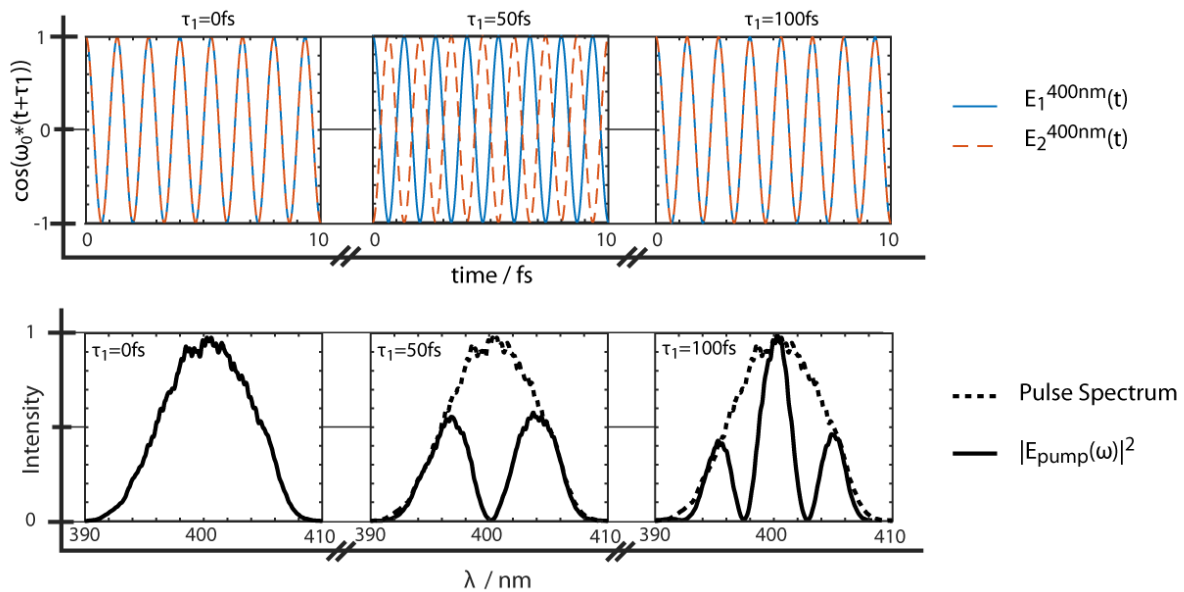 τ₁=0fs τ₁=50fs τ₁=100fs
cos(ω₀*(t+τ1))
1
0
-1
0 10 0 10 0 10
time / fs
E₁⁴⁰⁰ⁿᵐ(t)
E₂⁴⁰⁰ⁿᵐ(t)
Intensity
1
0
τ₁=0fs τ₁=50fs τ₁=100fs
390 400 410 390 400 410 390 400 410
λ / nm
Pulse Spectrum
|Epump(ω)|²